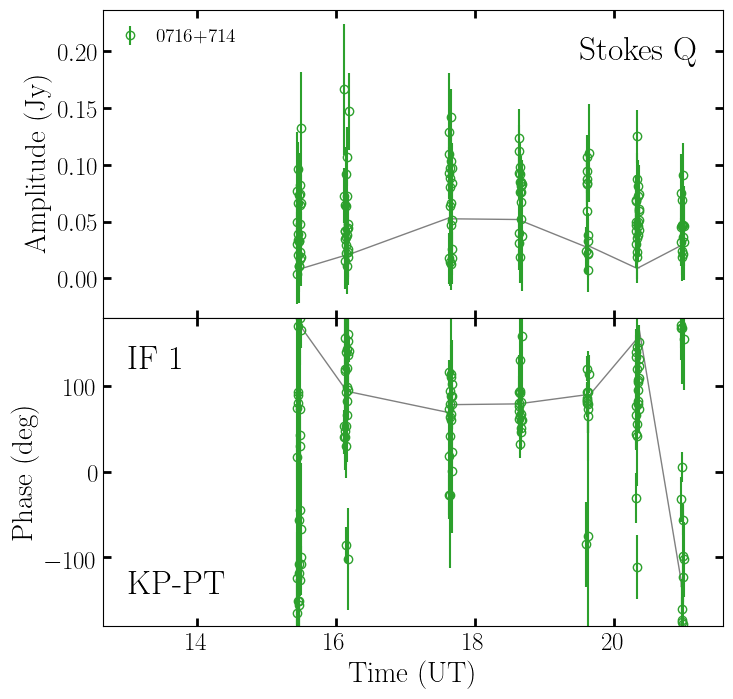 0716+714
Stokes Q
0.20
0.15
0.10
0.05
0.00
Amplitude (Jy)
IF 1
100
0
−100
Phase (deg)
KP-PT
14 16 18 20
Time (UT)